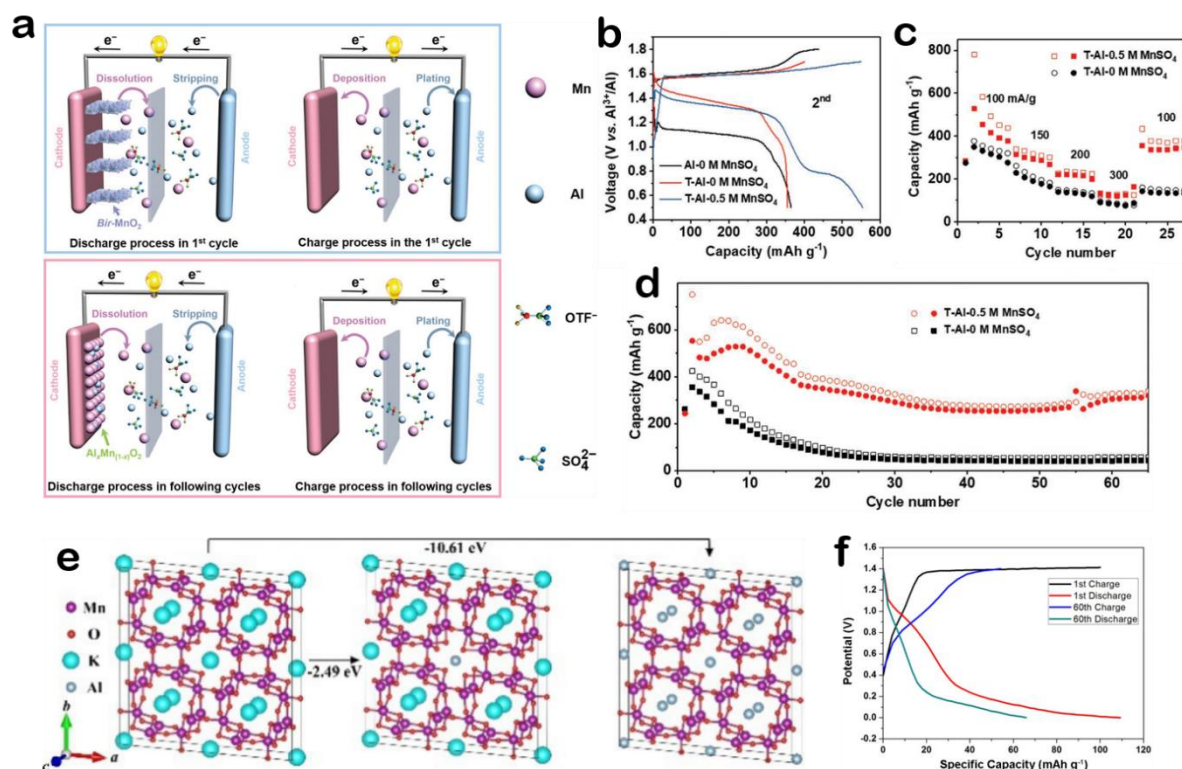 a
e⁻ e⁻
Dissolution Stripping
Cathode
Anode
Bir-MnO₂
Discharge process in 1ˢᵗ cycle
e⁻ e⁻
Deposition Plating
Cathode
Anode
Charge process in the 1ˢᵗ cycle
e⁻ e⁻
Dissolution Stripping
Cathode
Anode
AlₓMn₍₁₋ₓ₎O₂
Discharge process in following cycles
e⁻ e⁻
Deposition Plating
Cathode
Anode
Charge process in following cycles
Mn
Al
OTF⁻
SO₄²⁻
b
Voltage (V vs. Al³⁺/Al)
1.8
1.6
1.4
1.2
1.0
0.8
0.6
0.4
2ⁿᵈ
Al-0 M MnSO₄
T-Al-0 M MnSO₄
T-Al-0.5 M MnSO₄
0 100 200 300 400 500 600
Capacity (mAh g⁻¹)
c
Capacity (mAh g⁻¹)
800
600
400
200
0
T-Al-0.5 M MnSO₄
T-Al-0 M MnSO₄
100 mA/g
150
200
300
100
0 5 10 15 20 25
Cycle number
d
Capacity (mAh g⁻¹)
600
400
200
0
T-Al-0.5 M MnSO₄
T-Al-0 M MnSO₄
0 10 20 30 40 50 60
Cycle number
e
-10.61 eV
-2.49 eV
Mn
O
K
Al
b
a
c
f
Potential (V)
1.6
1.4
1.2
1.0
0.8
0.6
0.4
0.2
0.0
-0.2
1st Charge
1st Discharge
60th Charge
60th Discharge
0 20 40 60 80 100 120
Specific Capacity (mAh g⁻¹)